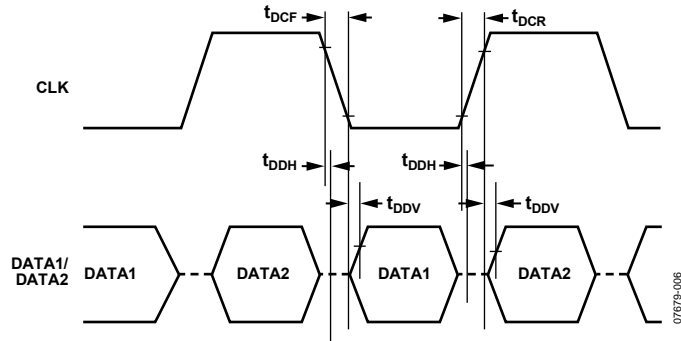 tDCF
tDCR
CLK
tDDH
tDDH
tDDV
tDDV
DATA1/
DATA2
DATA1
DATA2
DATA1
DATA2
07679-006